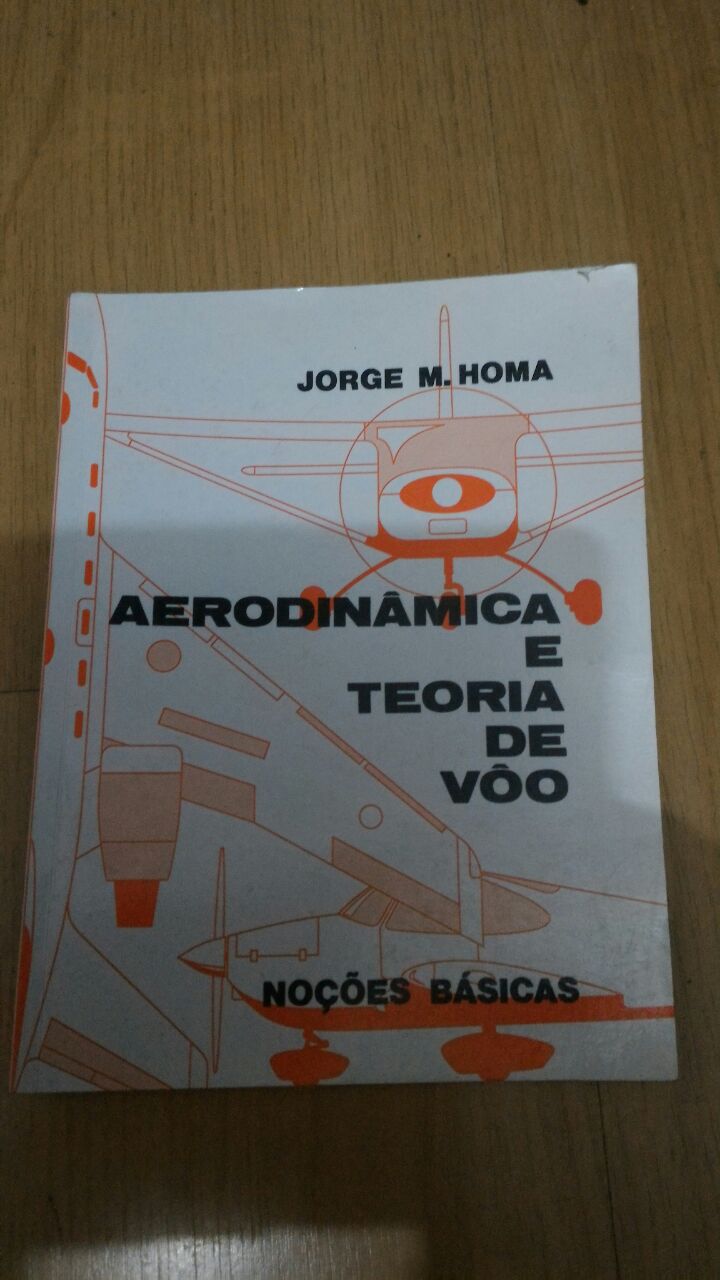 JORGE M. HOMA
AERODINÂMICA
E
TEORIA
DE
VÔO
NOÇÕES BÁSICAS